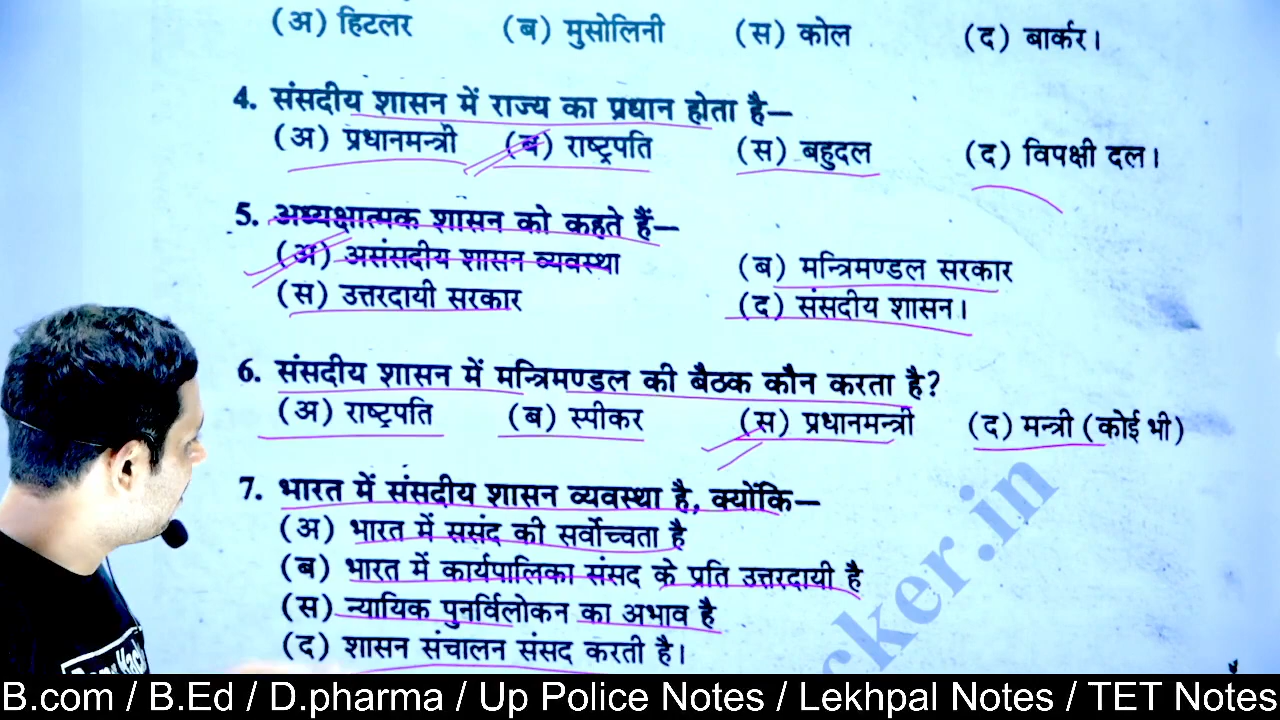 (अ) हिटलर (ब) मुसोलिनी (स) कोल (द) बार्कर।
4. संसदीय शासन में राज्य का प्रधान होता है—
(अ) प्रधानमन्त्री (ब) राष्ट्रपति (स) बहुदल (द) विपक्षी दल।
5. अध्यक्षात्मक शासन को कहते हैं—
(अ) असंसदीय शासन व्यवस्था (ब) मन्त्रिमण्डल सरकार
(स) उत्तरदायी सरकार (द) संसदीय शासन।
6. संसदीय शासन में मन्त्रिमण्डल की बैठक कौन करता है?
(अ) राष्ट्रपति (ब) स्पीकर (स) प्रधानमन्त्री (द) मन्त्री (कोई भी)
7. भारत में संसदीय शासन व्यवस्था है, क्योंकि—
(अ) भारत में ससंद की सर्वोच्चता है
(ब) भारत में कार्यपालिका संसद के प्रति उत्तरदायी है
(स) न्यायिक पुनर्विलोकन का अभाव है
(द) शासन संचालन संसद करती है।
cker.in
B.com / B.Ed / D.pharma / Up Police Notes / Lekhpal Notes / TET Notes